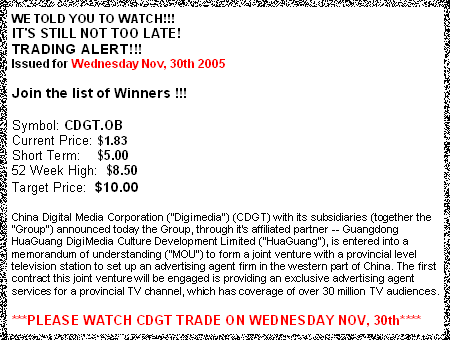 WE TOLD YOU TO WATCH!!!
IT'S STILL NOT TOO LATE!
TRADING ALERT!!!
Issued for Wednesday Nov, 30th 2005
Join the list of Winners !!!
Symbol: CDGT.OB
Current Price: $1.83
Short Term: $5.00
52 Week High: $8.50
Target Price: $10.00
China Digital Media Corporation ("Digimedia") (CDGT) with its subsidiaries (together the
"Group") announced today the Group, through it's affiliated partner -- Guangdong
HuaGuang DigiMedia Culture Development Limited ("HuaGuang"), is entered into a
memorandum of understanding ("MOU") to form a joint venture with a provincial level
television station to set up an advertising agent firm in the western part of China. The first
contract this joint venture will be engaged is providing an exclusive advertising agent
services for a provincial TV channel, which has coverage of over 30 million TV audiences.
***PLEASE WATCH CDGT TRADE ON WEDNESDAY NOV, 30th****